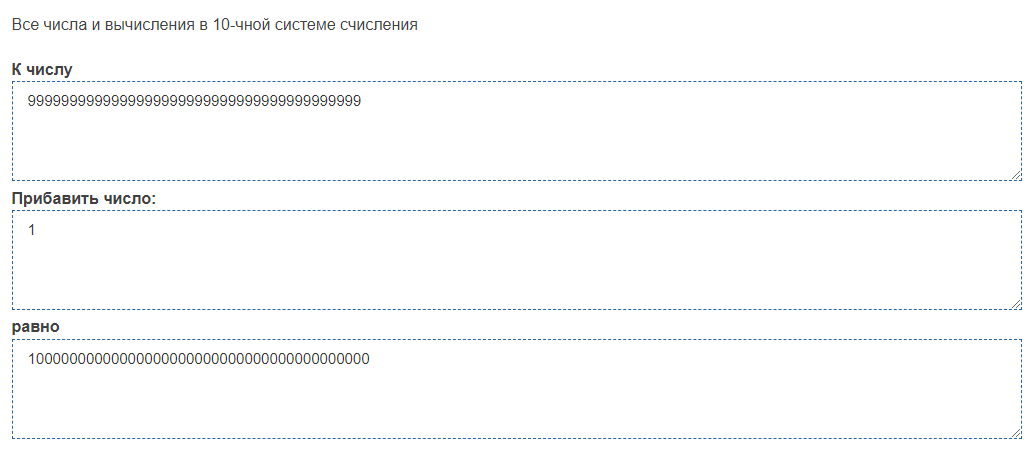 Все числа и вычисления в 10-чной системе счисления
К числу
9999999999999999999999999999999999999999
Прибавить число:
1
равно
10000000000000000000000000000000000000000